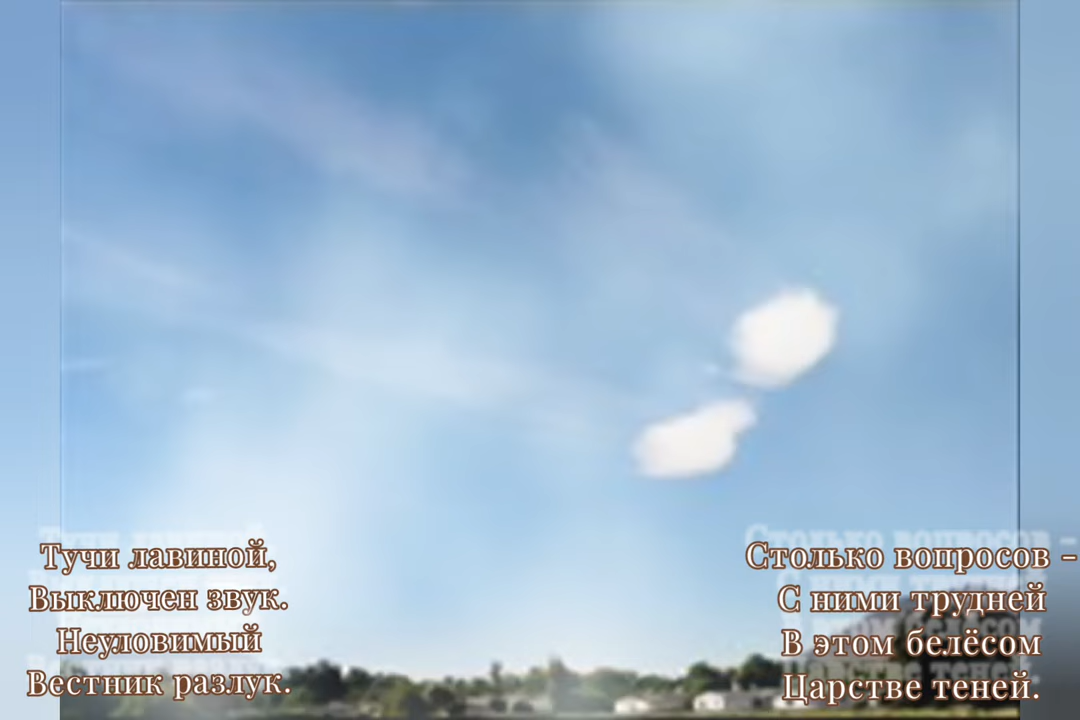 Тучи лавиной,
Выключен звук.
Неуловимый
Вестник разлук.
Столько вопросов –
С ними трудней
В этом белёсом
Царстве теней.